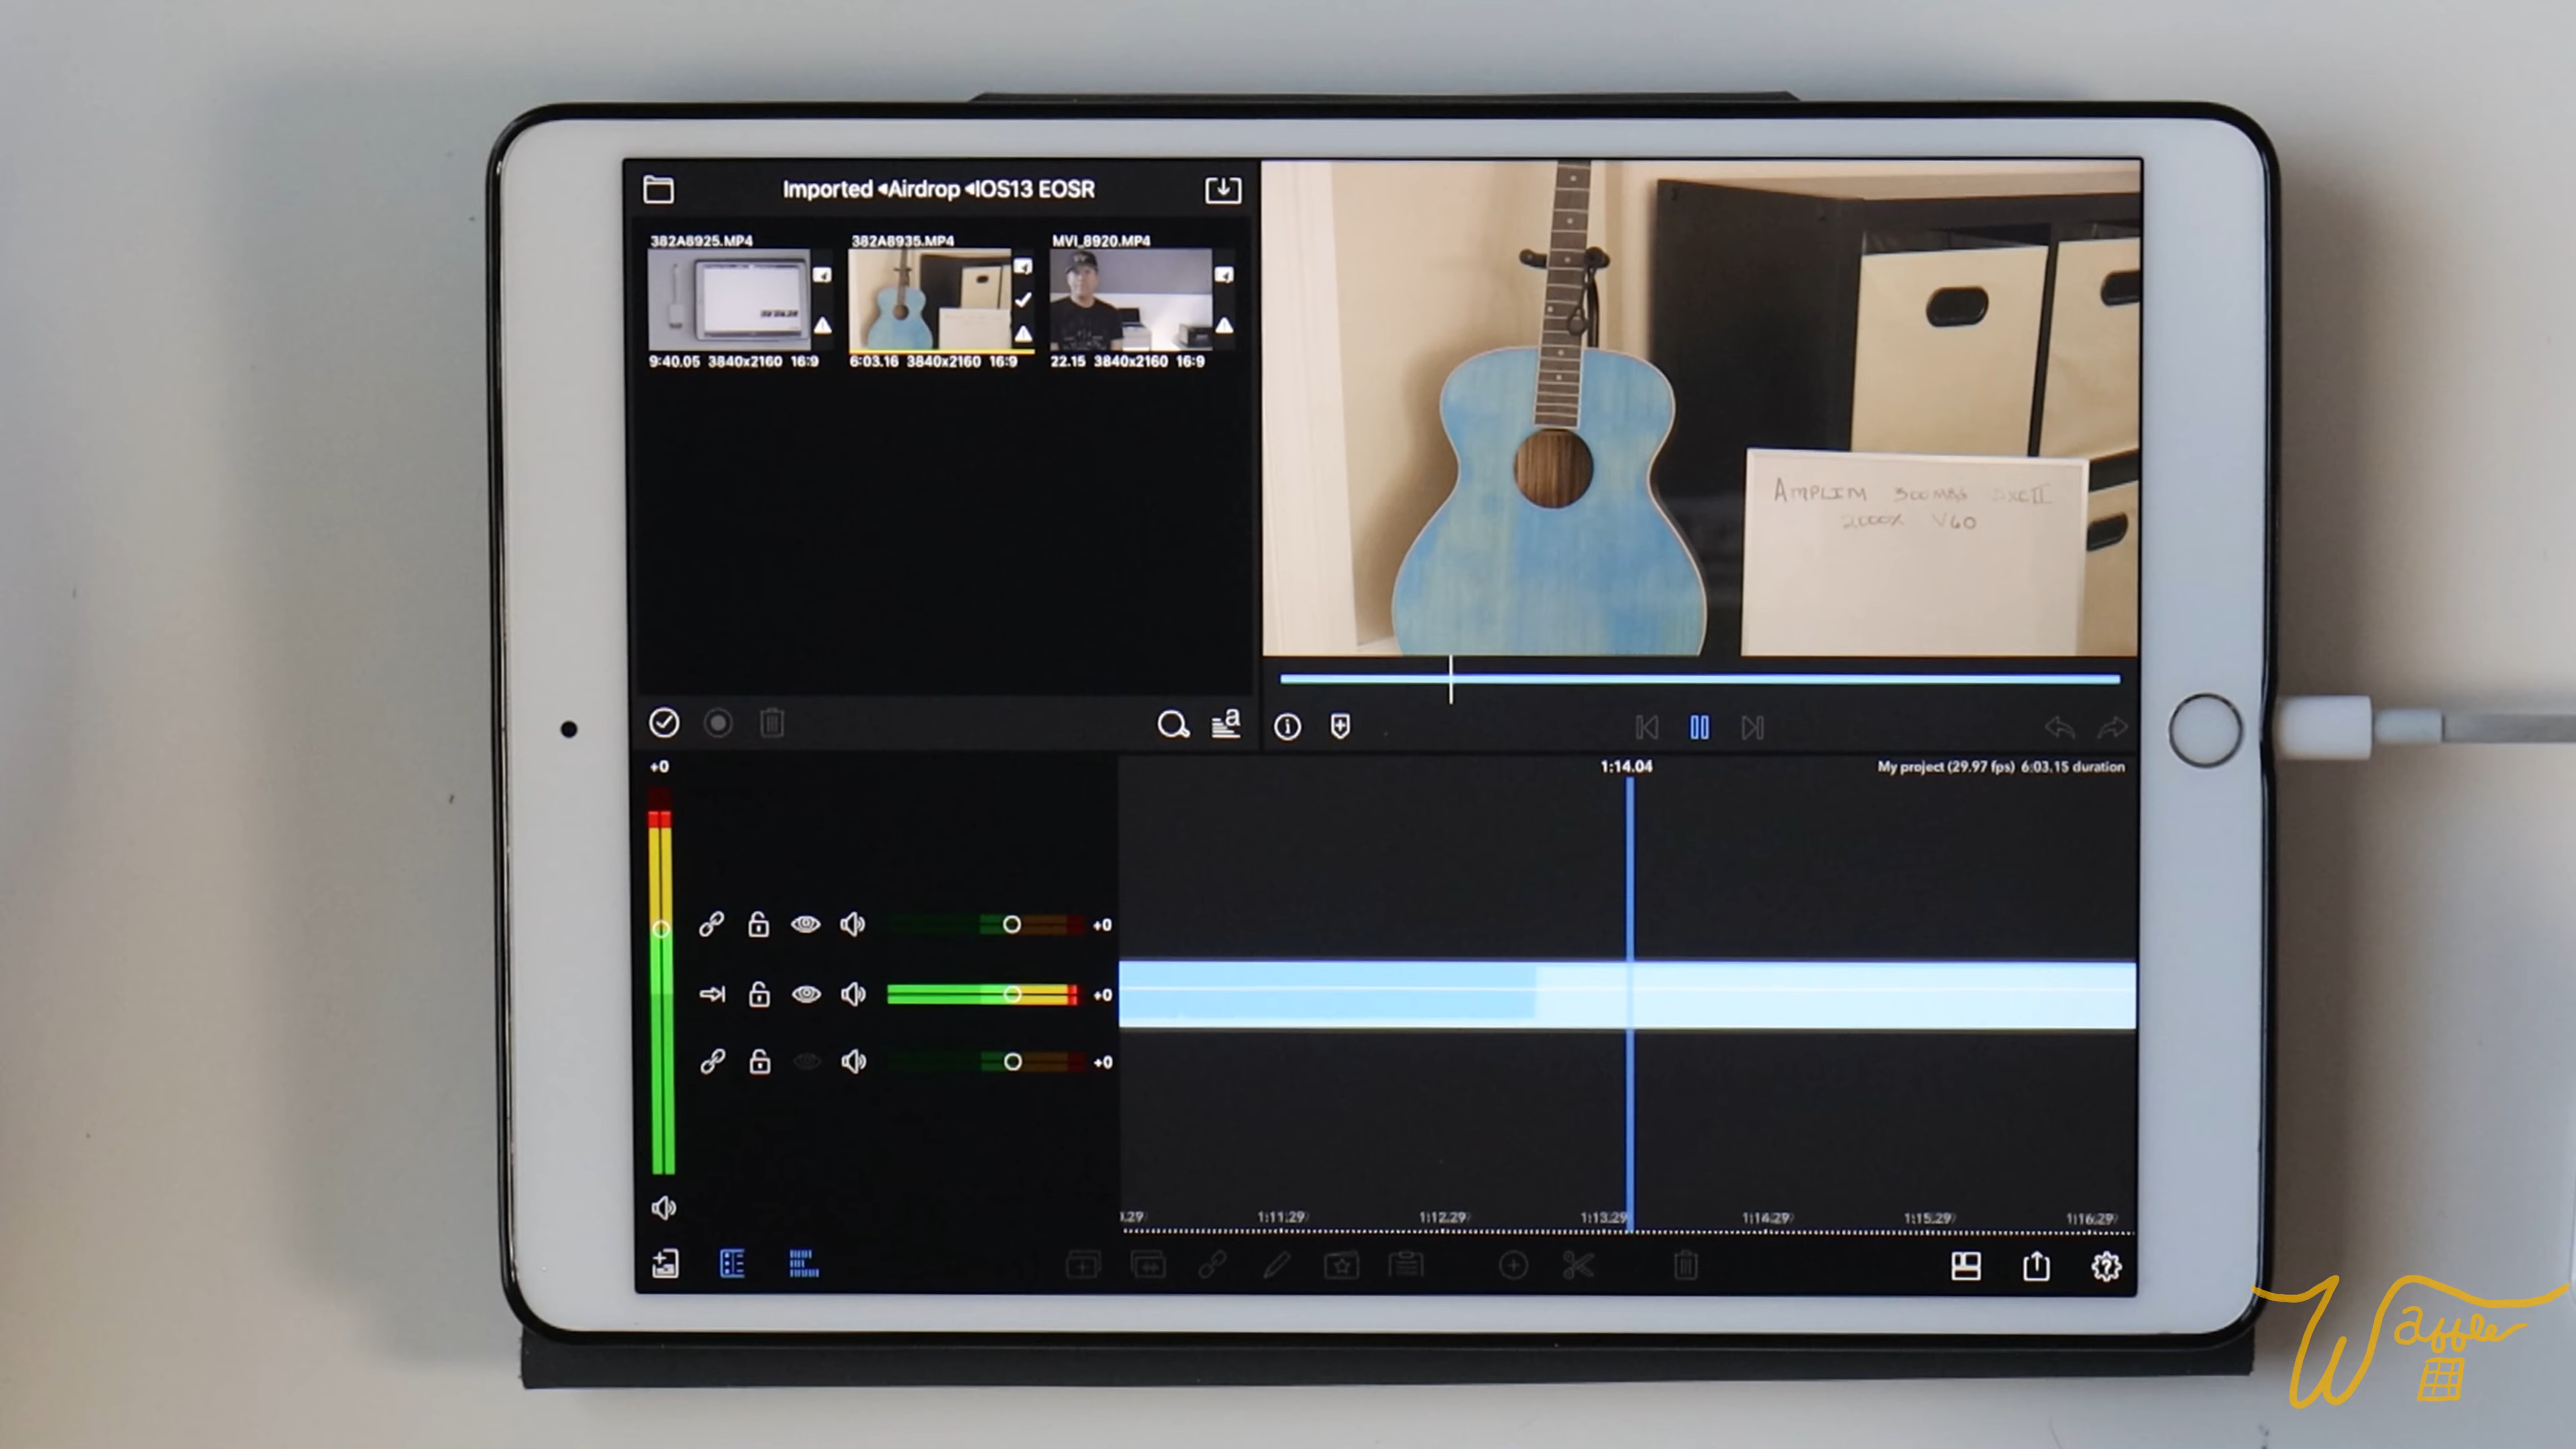 Imported ◂Airdrop ◂IOS13 EOSR
382A8925.MP4
382A8935.MP4
MVI_8920.MP4
9:40.05 3840x2160 16:9
6:03.16 3840x2160 16:9
22.15 3840x2160 16:9
AMPLIM 300MBS
2000X V60
+0
1:14.04
My project (29.97 fps) 6:03.15 duration
+0
+0
+0
1:11.29
1:12.29
1:13.29
1:14.29
1:15.29
1:16.29
Waffle